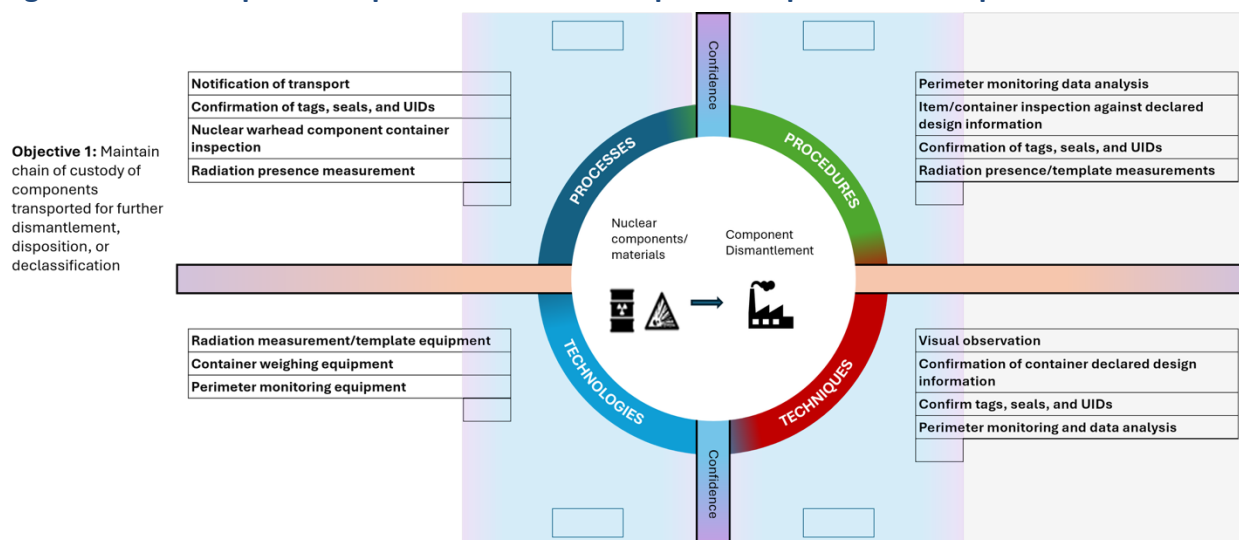 Confidence
Notification of transport
Confirmation of tags, seals, and UIDs
Nuclear warhead component container
inspection
Radiation presence measurement
Perimeter monitoring data analysis
Item/container inspection against declared
design information
Confirmation of tags, seals, and UIDs
Radiation presence/template measurements
Objective 1: Maintain
chain of custody of
components
transported for further
dismantlement,
disposition, or
declassification
PROCESSES
PROCEDURES
Nuclear
components/
materials
Component
Dismantlement
TECHNOLOGIES
TECHNIQUES
Radiation measurement/template equipment
Container weighing equipment
Perimeter monitoring equipment
Visual observation
Confirmation of container declared design
information
Confirm tags, seals, and UIDs
Perimeter monitoring and data analysis
Confidence